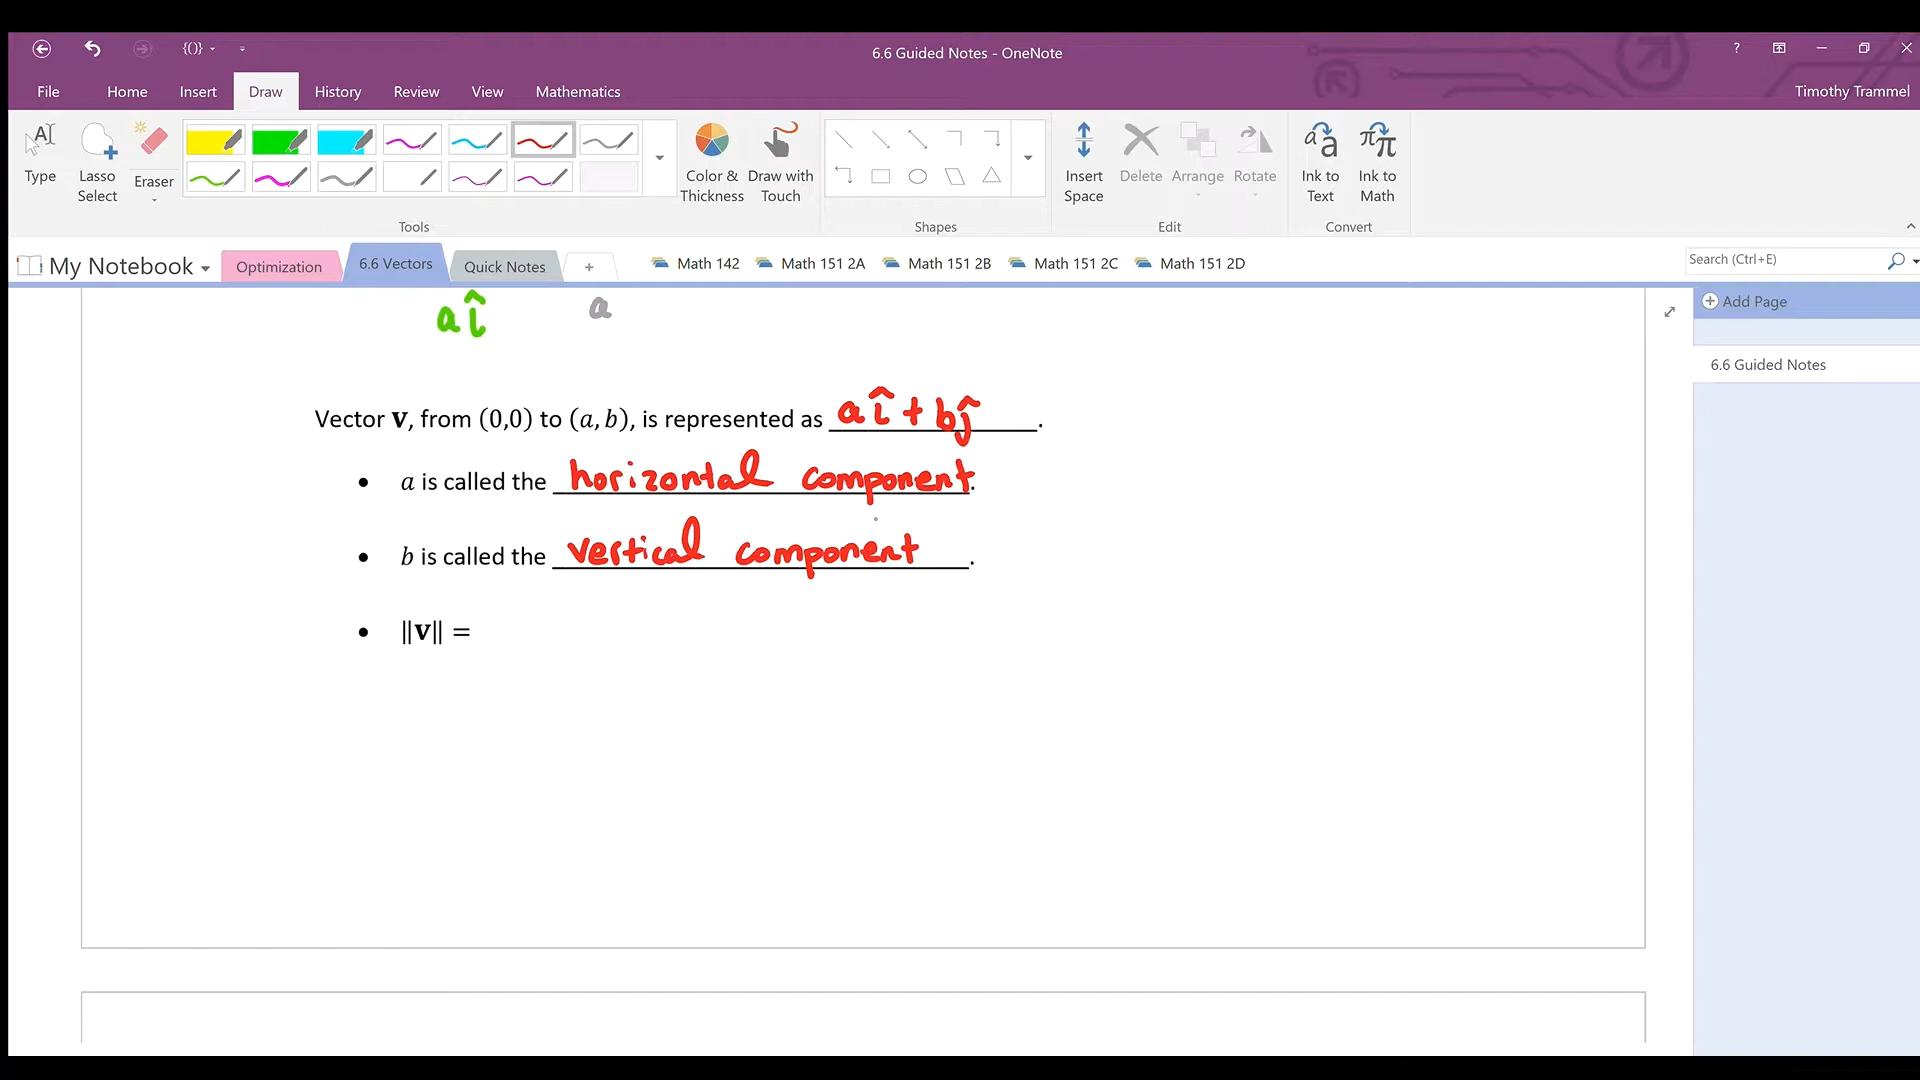 6.6 Guided Notes - OneNote
?
File Home Insert Draw History Review View Mathematics
Timothy Trammel
Type
Lasso Select
Eraser
Color & Thickness
Draw with Touch
Insert Space
Delete
Arrange
Rotate
Ink to Text
Ink to Math
Tools
Shapes
Edit
Convert
My Notebook
Optimization
6.6 Vectors
Quick Notes
+
Math 142
Math 151 2A
Math 151 2B
Math 151 2C
Math 151 2D
Search (Ctrl+E)
Add Page
6.6 Guided Notes
a î a
Vector v, from (0,0) to (a, b), is represented as a î + b ĵ.
• a is called the horizontal component.
• b is called the vertical component.
• ‖v‖ =